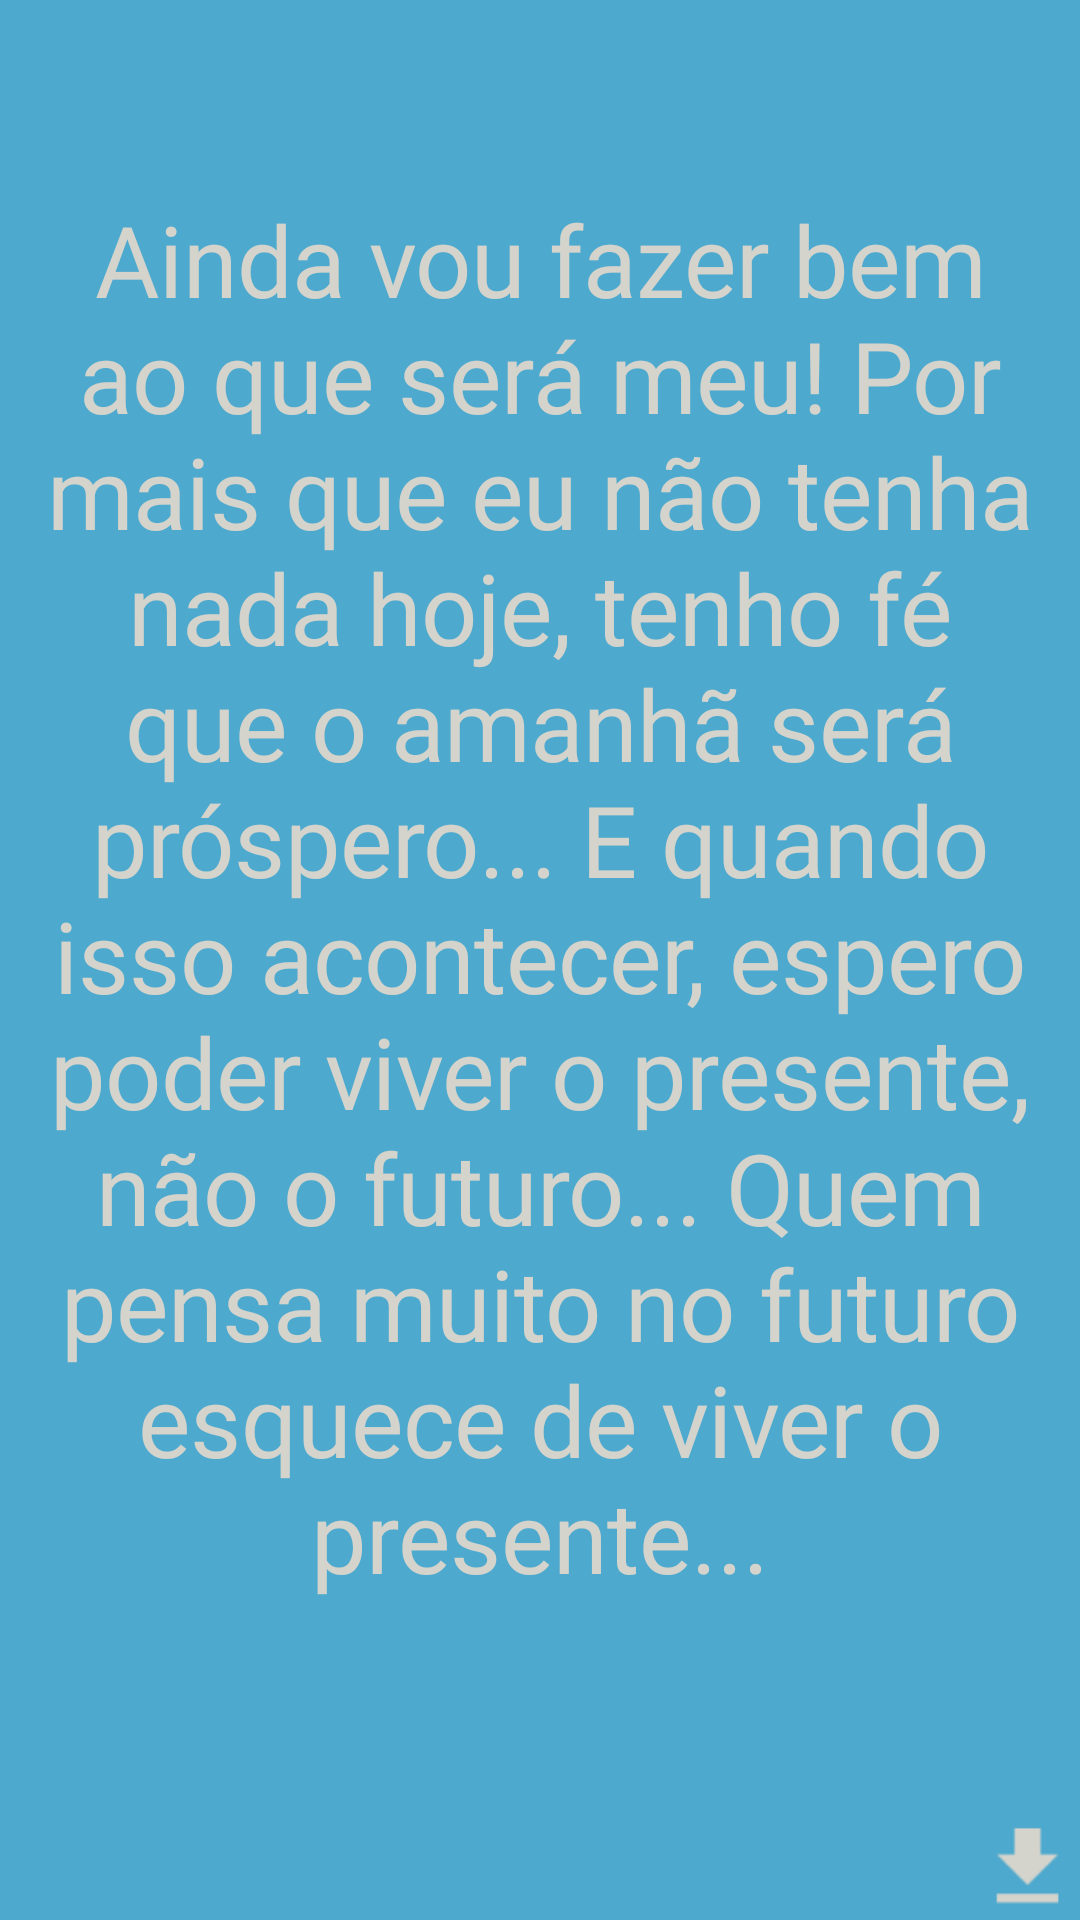 Ainda vou fazer bem
ao que será meu! Por
mais que eu não tenha
nada hoje, tenho fé
que o amanhã será
próspero... E quando
isso acontecer, espero
poder viver o presente,
não o futuro... Quem
pensa muito no futuro
esquece de viver o
presente...